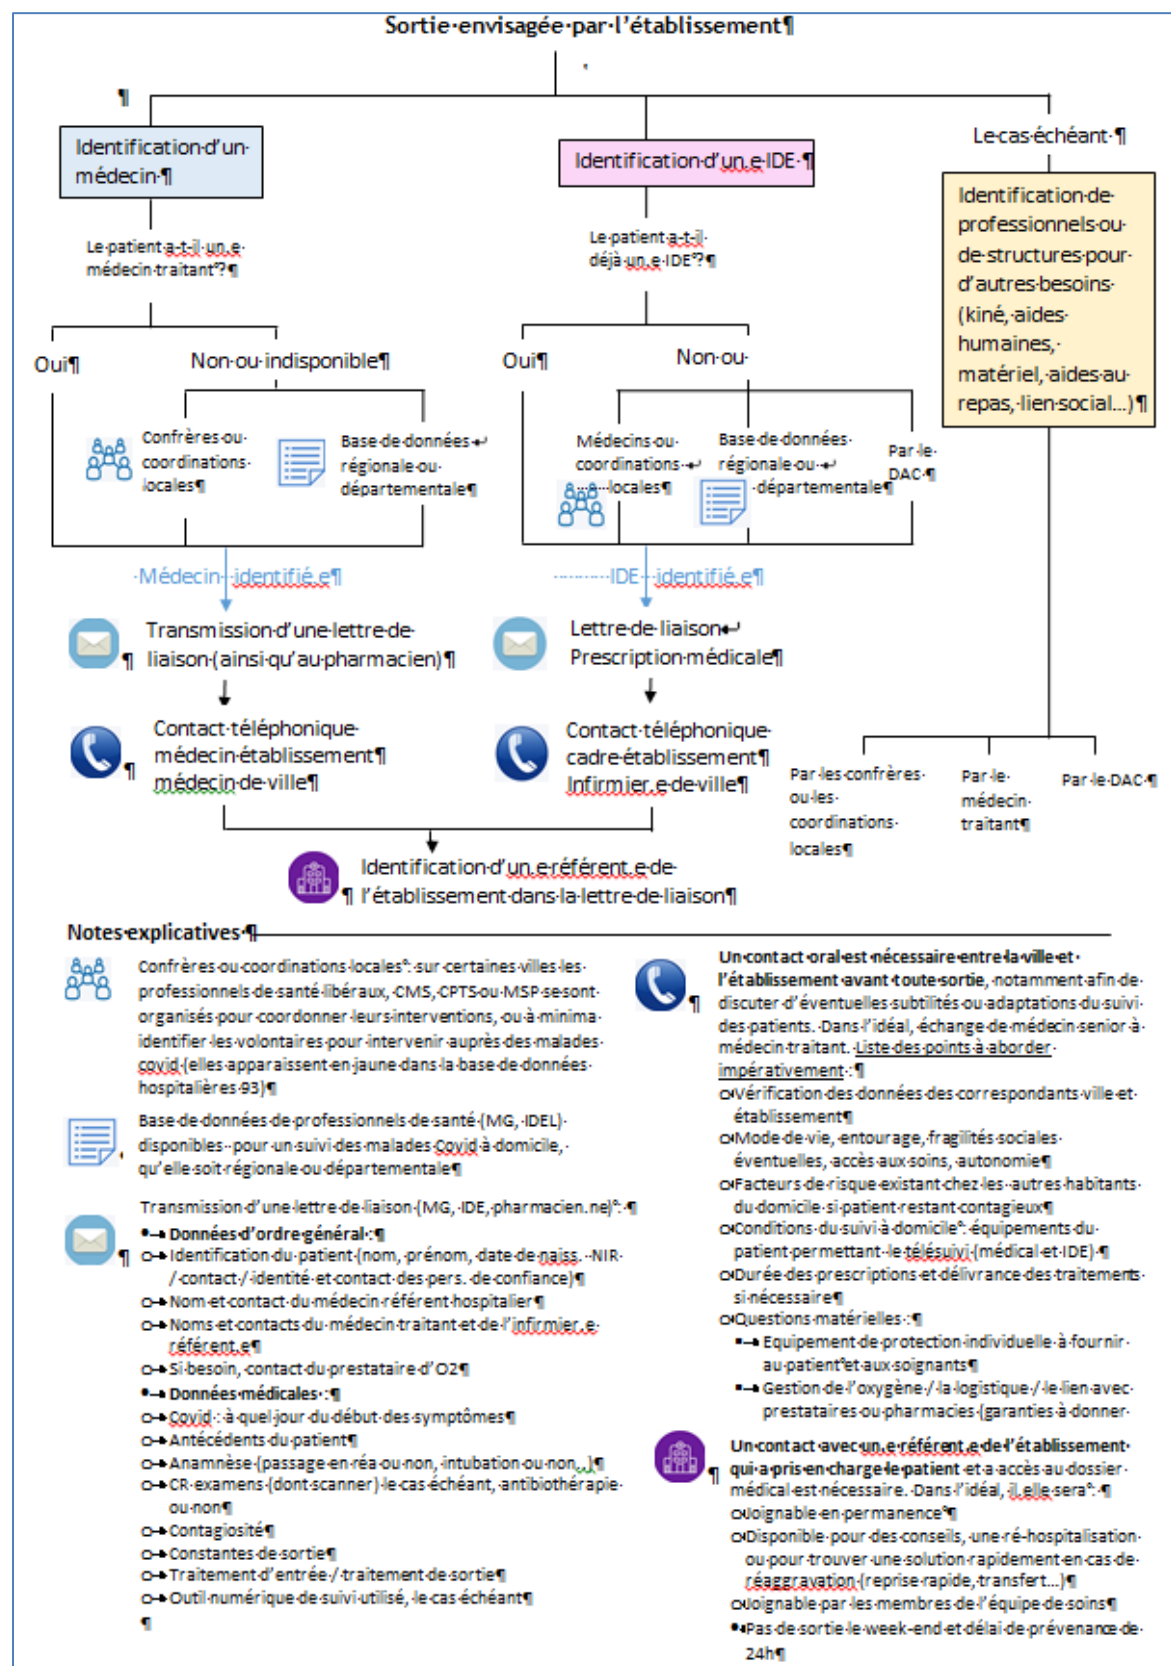 Sortie envisagée par l'établissement
Identification d'un
médecin
Identification d'un.e IDE
Le cas échéant
Identification de
professionnels ou
de structures pour
d'autres besoins
(kiné, aides
humaines,
matériel, aides au
repas, lien social…)
Le patient a-t-il un.e
médecin traitant ?
Le patient a-t-il
déjà un.e IDE ?
Oui
Non ou indisponible
Oui
Non ou
Confrères ou
coordinations
locales
Base de données
régionale ou
départementale
Médecins ou
coordinations
locales
Base de données
régionale ou
départementale
Par le
DAC
Médecin identifié.e
IDE identifié.e
Transmission d'une lettre de
liaison (ainsi qu'au pharmacien)
Lettre de liaison
Prescription médicale
Contact téléphonique
médecin établissement
médecin de ville
Contact téléphonique
cadre établissement
Infirmier.e de ville
Par les confrères
ou les
coordinations
locales
Par le
médecin
traitant
Par le DAC
Identification d'un.e référent.e de
l'établissement dans la lettre de liaison
Notes explicatives
Confrères ou coordinations locales : sur certaines villes les
professionnels de santé libéraux, CMS, CPTS ou MSP se sont
organisés pour coordonner leurs interventions, ou à minima
identifier les volontaires pour intervenir auprès des malades
covid (elles apparaissent en jaune dans la base de données
hospitalières 93)
Base de données de professionnels de santé (MG, IDEL)
disponibles pour un suivi des malades Covid à domicile,
qu'elle soit régionale ou départementale
Transmission d'une lettre de liaison (MG, IDE, pharmacien.ne) :
• Données d'ordre général :
o Identification du patient (nom, prénom, date de naiss. NIR
/ contact / identité et contact des pers. de confiance)
o Nom et contact du médecin référent hospitalier
o Noms et contacts du médecin traitant et de l'infirmier.e
référent.e
o Si besoin, contact du prestataire d'O2
• Données médicales :
o Covid : à quel jour du début des symptômes
o Antécédents du patient
o Anamnèse (passage en réa ou non, intubation ou non,,)
o CR examens (dont scanner) le cas échéant, antibiothérapie
ou non
o Contagiosité
o Constantes de sortie
o Traitement d'entrée / traitement de sortie
o Outil numérique de suivi utilisé, le cas échéant
Un contact oral est nécessaire entre la ville et
l'établissement avant toute sortie, notamment afin de
discuter d'éventuelles subtilités ou adaptations du suivi
des patients. Dans l'idéal, échange de médecin senior à
médecin traitant. Liste des points à aborder
impérativement :
o Vérification des données des correspondants ville et
établissement
o Mode de vie, entourage, fragilités sociales
éventuelles, accès aux soins, autonomie
o Facteurs de risque existant chez les autres habitants
du domicile si patient restant contagieux
o Conditions du suivi à domicile : équipements du
patient permettant le télésuivi (médical et IDE)
o Durée des prescriptions et délivrance des traitements
si nécessaire
o Questions matérielles :
▪ Equipement de protection individuelle à fournir
au patient et aux soignants
▪ Gestion de l'oxygène / la logistique / le lien avec
prestataires ou pharmacies (garanties à donner
Un contact avec un.e référent.e de l'établissement
qui a pris en charge le patient et a accès au dossier
médical est nécessaire. Dans l'idéal, il.elle sera :
o Joignable en permanence
o Disponible pour des conseils, une ré-hospitalisation
ou pour trouver une solution rapidement en cas de
réaggravation (reprise rapide, transfert…)
o Joignable par les membres de l'équipe de soins
• Pas de sortie le week-end et délai de prévenance de
24h